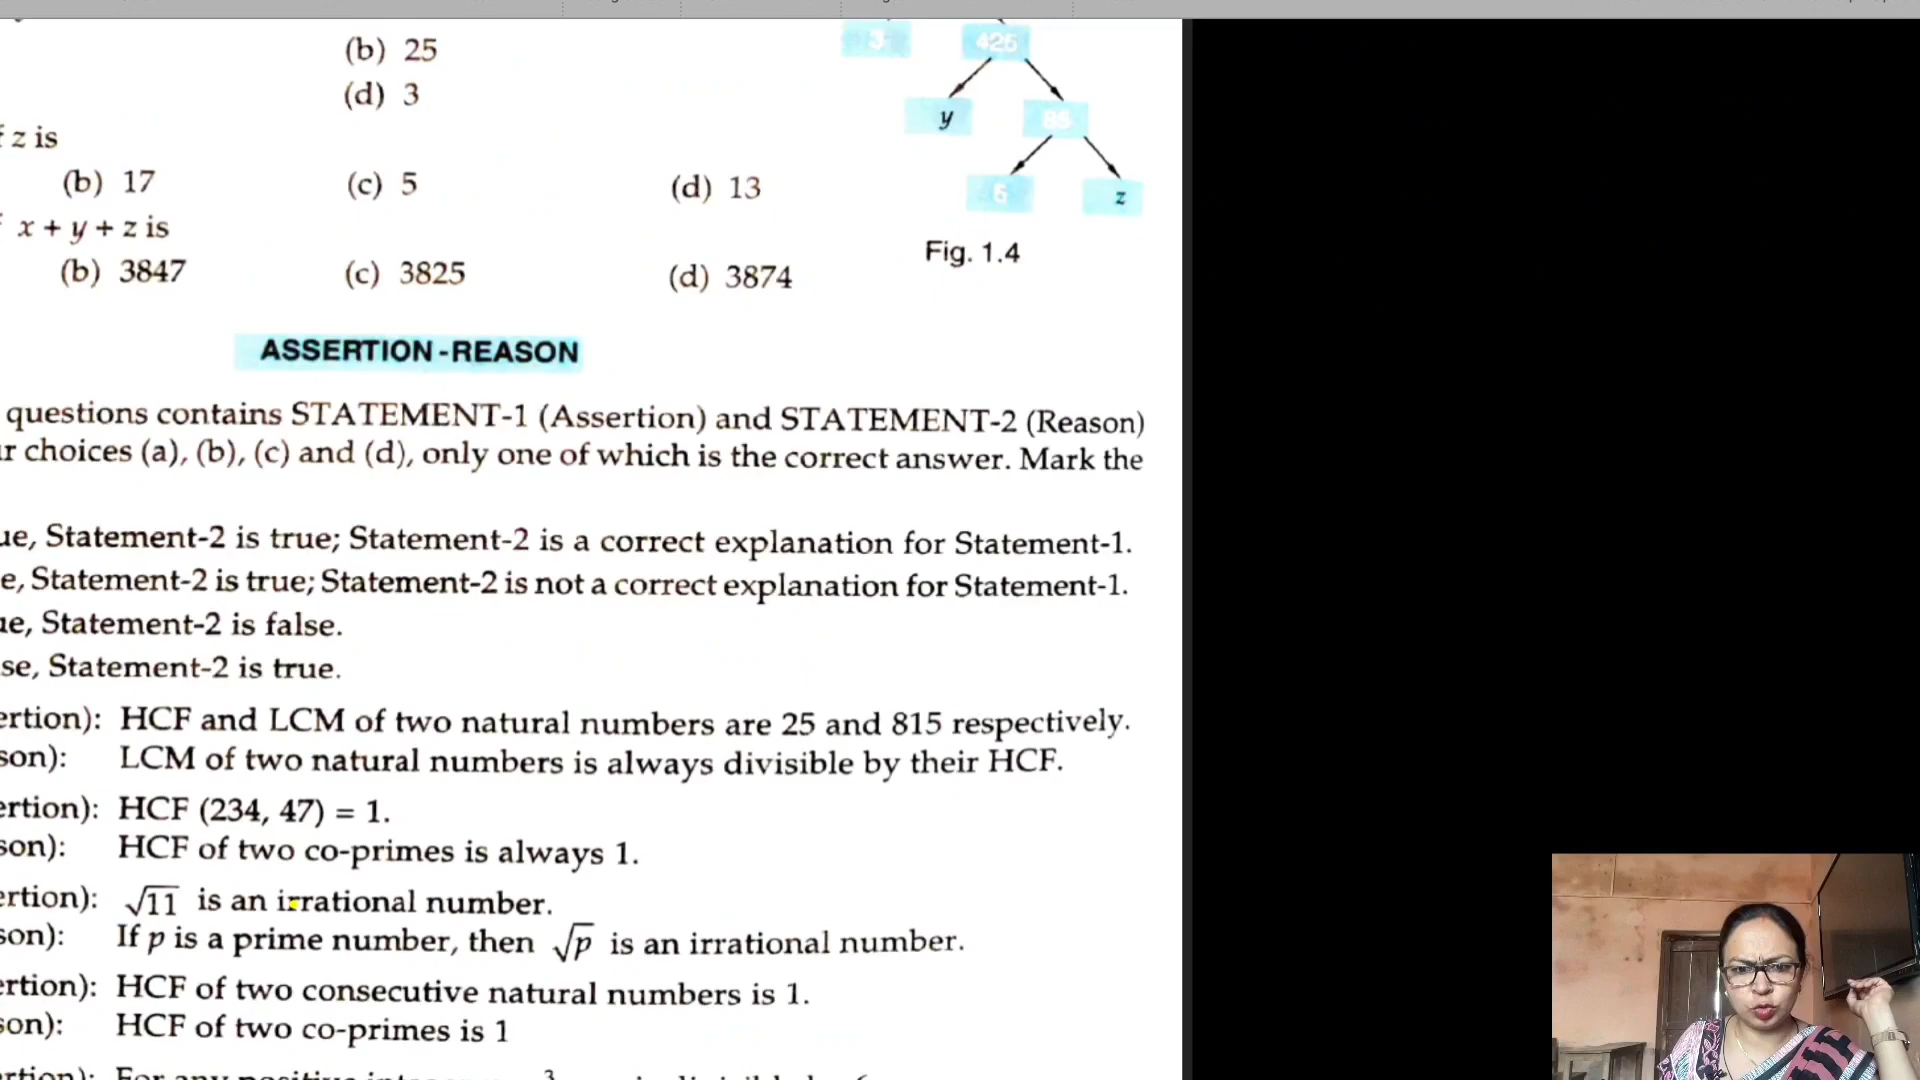 (b) 25
(d) 3
z is
(b) 17 (c) 5 (d) 13
x + y + z is
(b) 3847 (c) 3825 (d) 3874
3
425
y 85
5 z
Fig. 1.4
ASSERTION-REASON
questions contains STATEMENT-1 (Assertion) and STATEMENT-2 (Reason)
r choices (a), (b), (c) and (d), only one of which is the correct answer. Mark the
ue, Statement-2 is true; Statement-2 is a correct explanation for Statement-1.
e, Statement-2 is true; Statement-2 is not a correct explanation for Statement-1.
ue, Statement-2 is false.
se, Statement-2 is true.
ertion): HCF and LCM of two natural numbers are 25 and 815 respectively.
son): LCM of two natural numbers is always divisible by their HCF.
ertion): HCF (234, 47) = 1.
son): HCF of two co-primes is always 1.
ertion): √11 is an irrational number.
son): If p is a prime number, then √p is an irrational number.
ertion): HCF of two consecutive natural numbers is 1.
son): HCF of two co-primes is 1